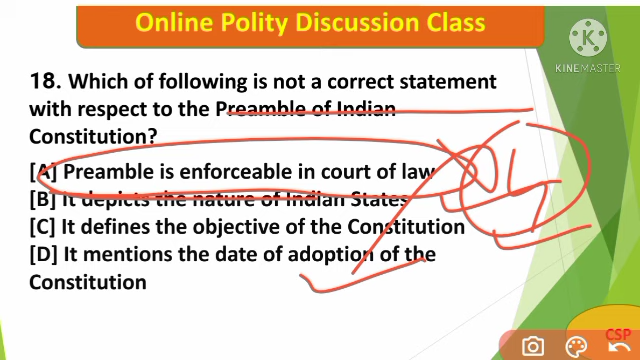 Online Polity Discussion Class
KINEMASTER
18. Which of following is not a correct statement
with respect to the Preamble of Indian
Constitution?
[A] Preamble is enforceable in court of law
[B] It depicts the nature of Indian States
[C] It defines the objective of the Constitution
[D] It mentions the date of adoption of the
Constitution
CSP